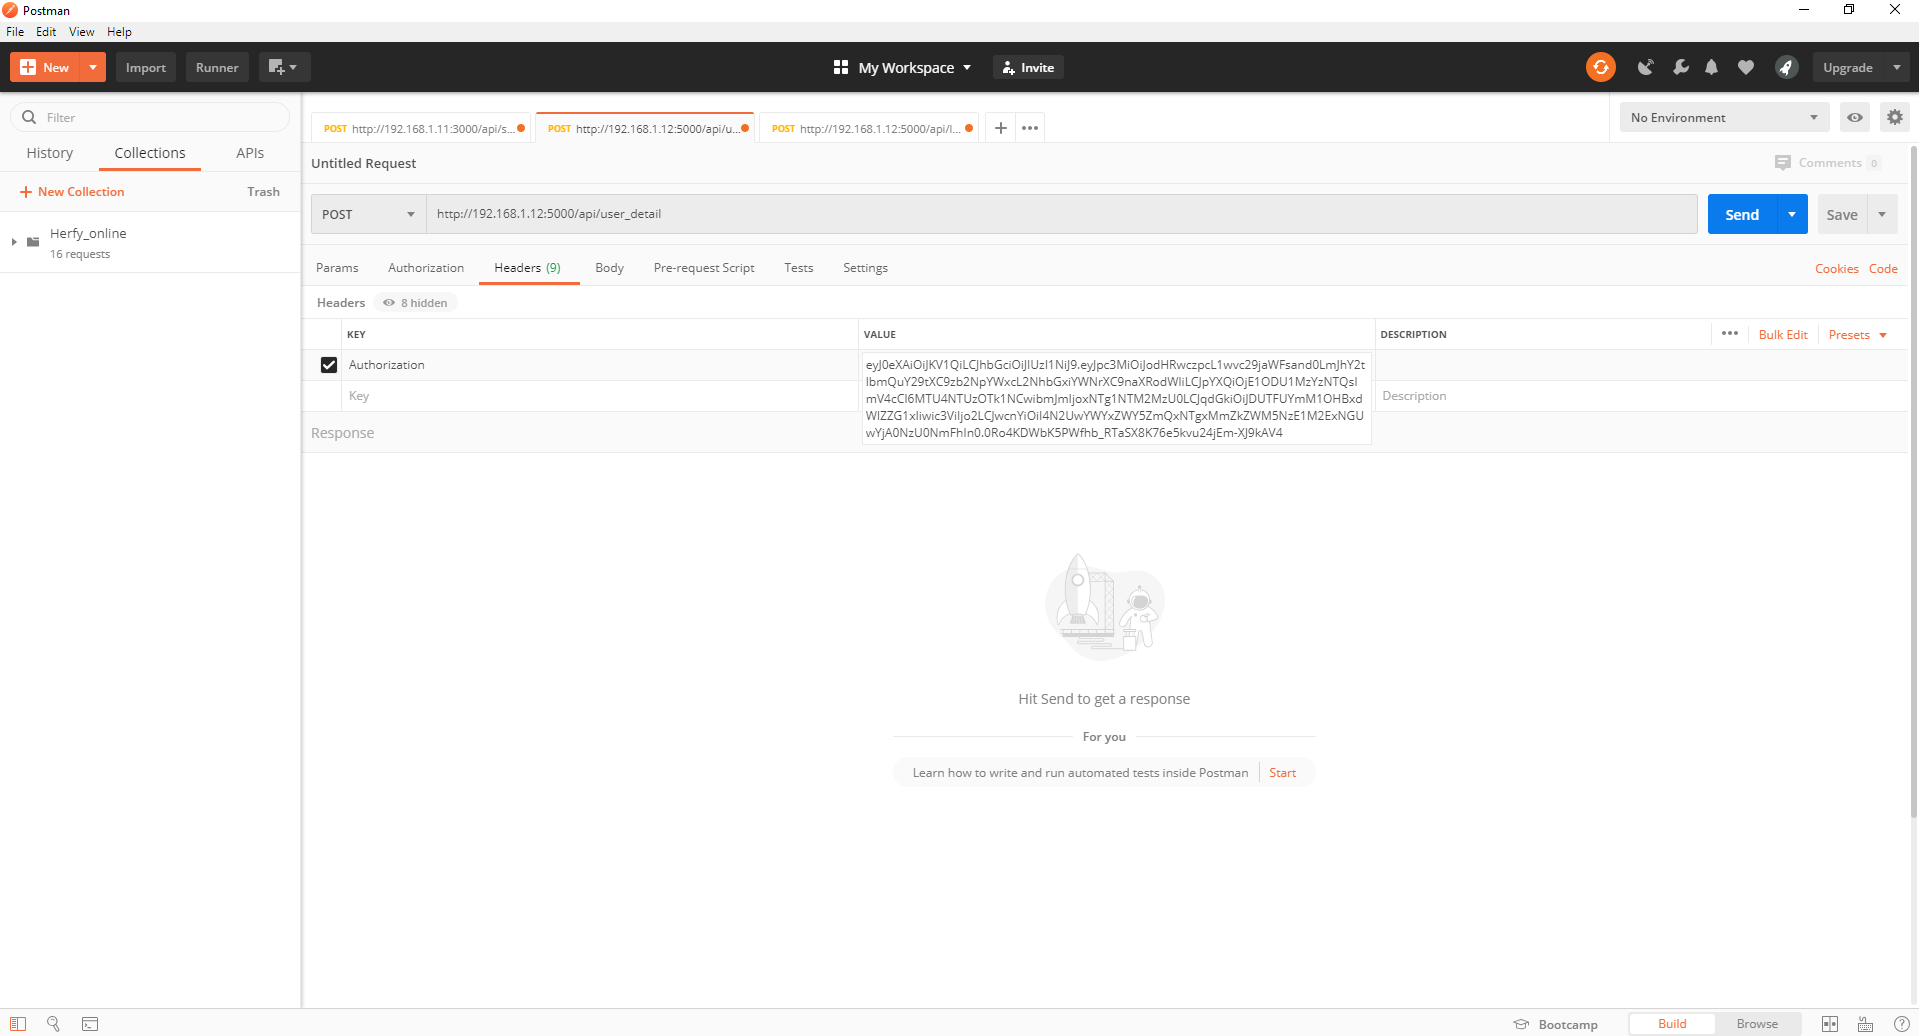 Postman
File Edit View Help
New Import Runner My Workspace Invite Upgrade
Filter
History Collections APIs
New Collection Trash
Herfy_online
16 requests
POST http://192.168.1.11:3000/api/s... POST http://192.168.1.12:5000/api/u... POST http://192.168.1.12:5000/api/l... No Environment
Untitled Request Comments 0
POST http://192.168.1.12:5000/api/user_detail Send Save
Params Authorization Headers (9) Body Pre-request Script Tests Settings Cookies Code
Headers 8 hidden
KEY VALUE DESCRIPTION Bulk Edit Presets
Authorization
Key Description
Response
Hit Send to get a response
For you
Learn how to write and run automated tests inside Postman Start
Bootcamp Build Browse